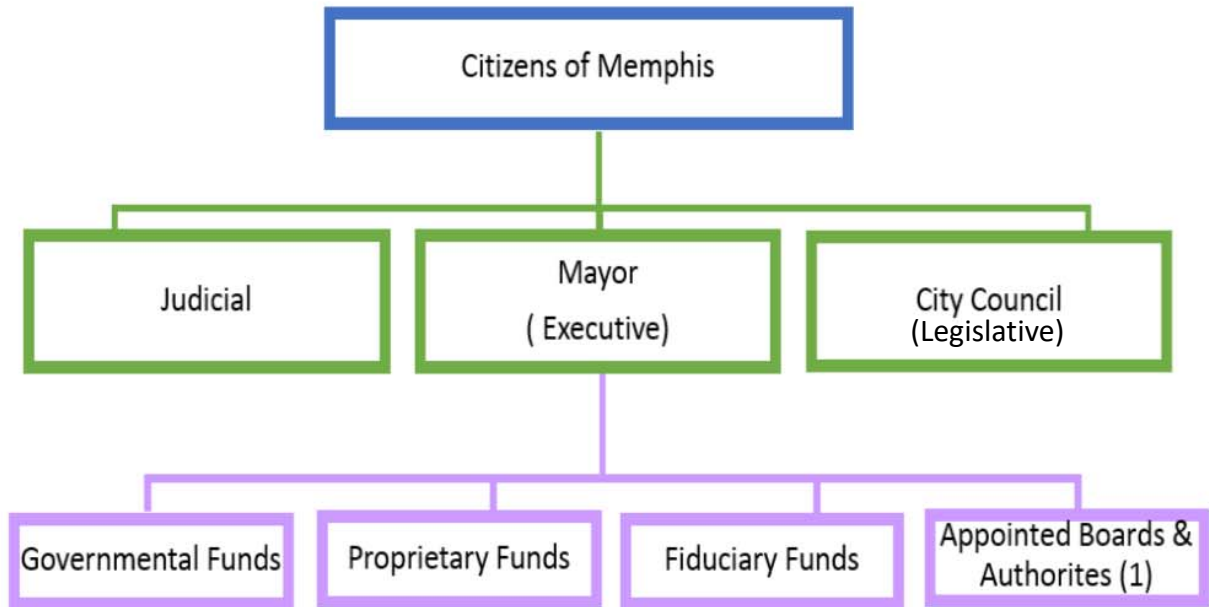 Citizens of Memphis
Judicial
Mayor
( Executive)
City Council
(Legislative)
Governmental Funds
Proprietary Funds
Fiduciary Funds
Appointed Boards &
Authorites (1)